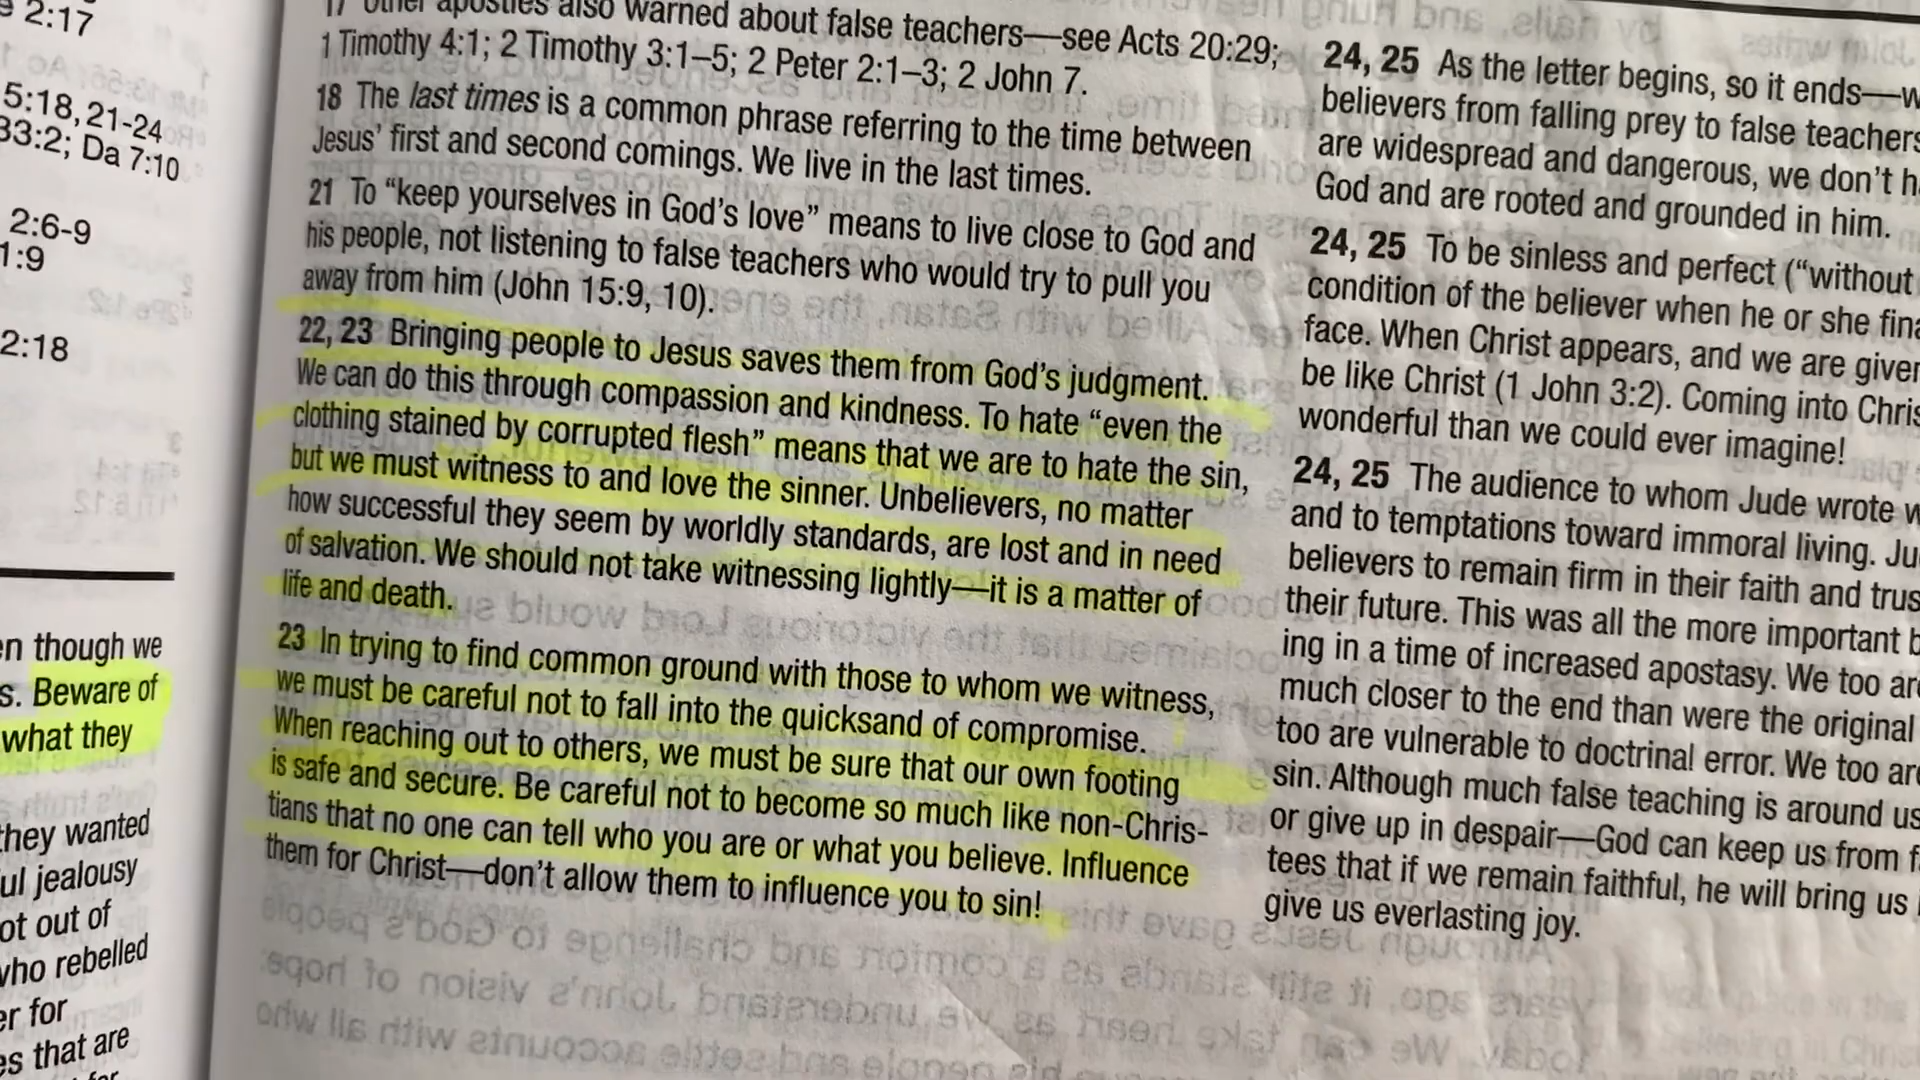 2:17
5:18, 21-24
33:2; Da 7:10
2:6-9
1:9
2:18
en though we
s. Beware of
what they
they wanted
ul jealousy
ot out of
who rebelled
er for
es that are
17 Other apostles also warned about false teachers—see Acts 20:29;
1 Timothy 4:1; 2 Timothy 3:1–5; 2 Peter 2:1–3; 2 John 7.
18 The last times is a common phrase referring to the time between
Jesus’ first and second comings. We live in the last times.
21 To “keep yourselves in God’s love” means to live close to God and
his people, not listening to false teachers who would try to pull you
away from him (John 15:9, 10).
22, 23 Bringing people to Jesus saves them from God’s judgment.
We can do this through compassion and kindness. To hate “even the
clothing stained by corrupted flesh” means that we are to hate the sin,
but we must witness to and love the sinner. Unbelievers, no matter
how successful they seem by worldly standards, are lost and in need
of salvation. We should not take witnessing lightly—it is a matter of
life and death.
23 In trying to find common ground with those to whom we witness,
we must be careful not to fall into the quicksand of compromise.
When reaching out to others, we must be sure that our own footing
is safe and secure. Be careful not to become so much like non-Chris-
tians that no one can tell who you are or what you believe. Influence
them for Christ—don’t allow them to influence you to sin!
24, 25 As the letter begins, so it ends—w
believers from falling prey to false teachers
are widespread and dangerous, we don’t h
God and are rooted and grounded in him.
24, 25 To be sinless and perfect (“without
condition of the believer when he or she fina
face. When Christ appears, and we are given
be like Christ (1 John 3:2). Coming into Chris
wonderful than we could ever imagine!
24, 25 The audience to whom Jude wrote w
and to temptations toward immoral living. Ju
believers to remain firm in their faith and trus
their future. This was all the more important b
ing in a time of increased apostasy. We too are
much closer to the end than were the original
too are vulnerable to doctrinal error. We too are
sin. Although much false teaching is around us
or give up in despair—God can keep us from f
tees that if we remain faithful, he will bring us
give us everlasting joy.